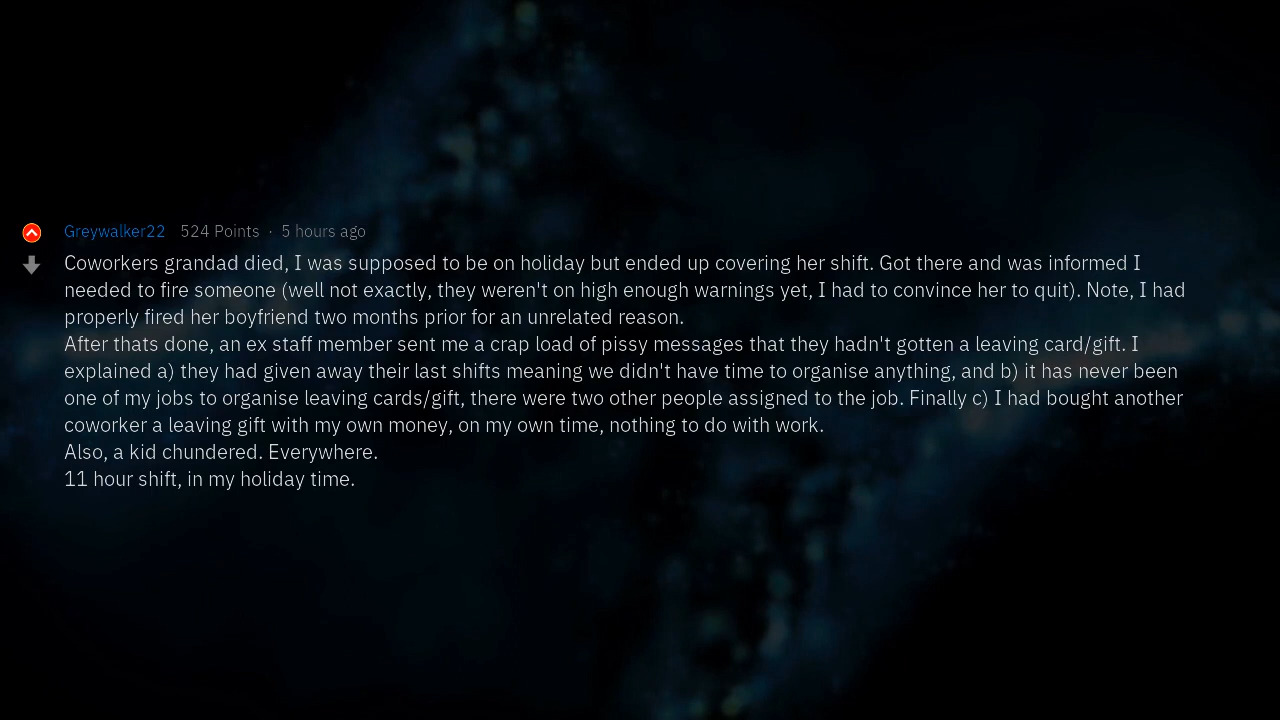 Greywalker22 524 Points · 5 hours ago
Coworkers grandad died, I was supposed to be on holiday but ended up covering her shift. Got there and was informed I
needed to fire someone (well not exactly, they weren't on high enough warnings yet, I had to convince her to quit). Note, I had
properly fired her boyfriend two months prior for an unrelated reason.
After thats done, an ex staff member sent me a crap load of pissy messages that they hadn't gotten a leaving card/gift. I
explained a) they had given away their last shifts meaning we didn't have time to organise anything, and b) it has never been
one of my jobs to organise leaving cards/gift, there were two other people assigned to the job. Finally c) I had bought another
coworker a leaving gift with my own money, on my own time, nothing to do with work.
Also, a kid chundered. Everywhere.
11 hour shift, in my holiday time.